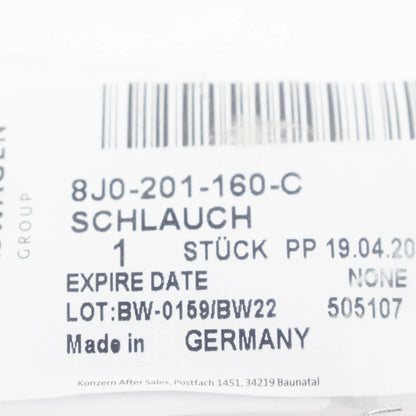 GROUP
8J0-201-160-C
SCHLAUCH
1 STÜCK PP 19.04.20
EXPIRE DATE NONE
LOT:BW-0159/BW22 505107
Made in GERMANY
Konzern After Sales, Postfach 1451, 34219 Baunatal